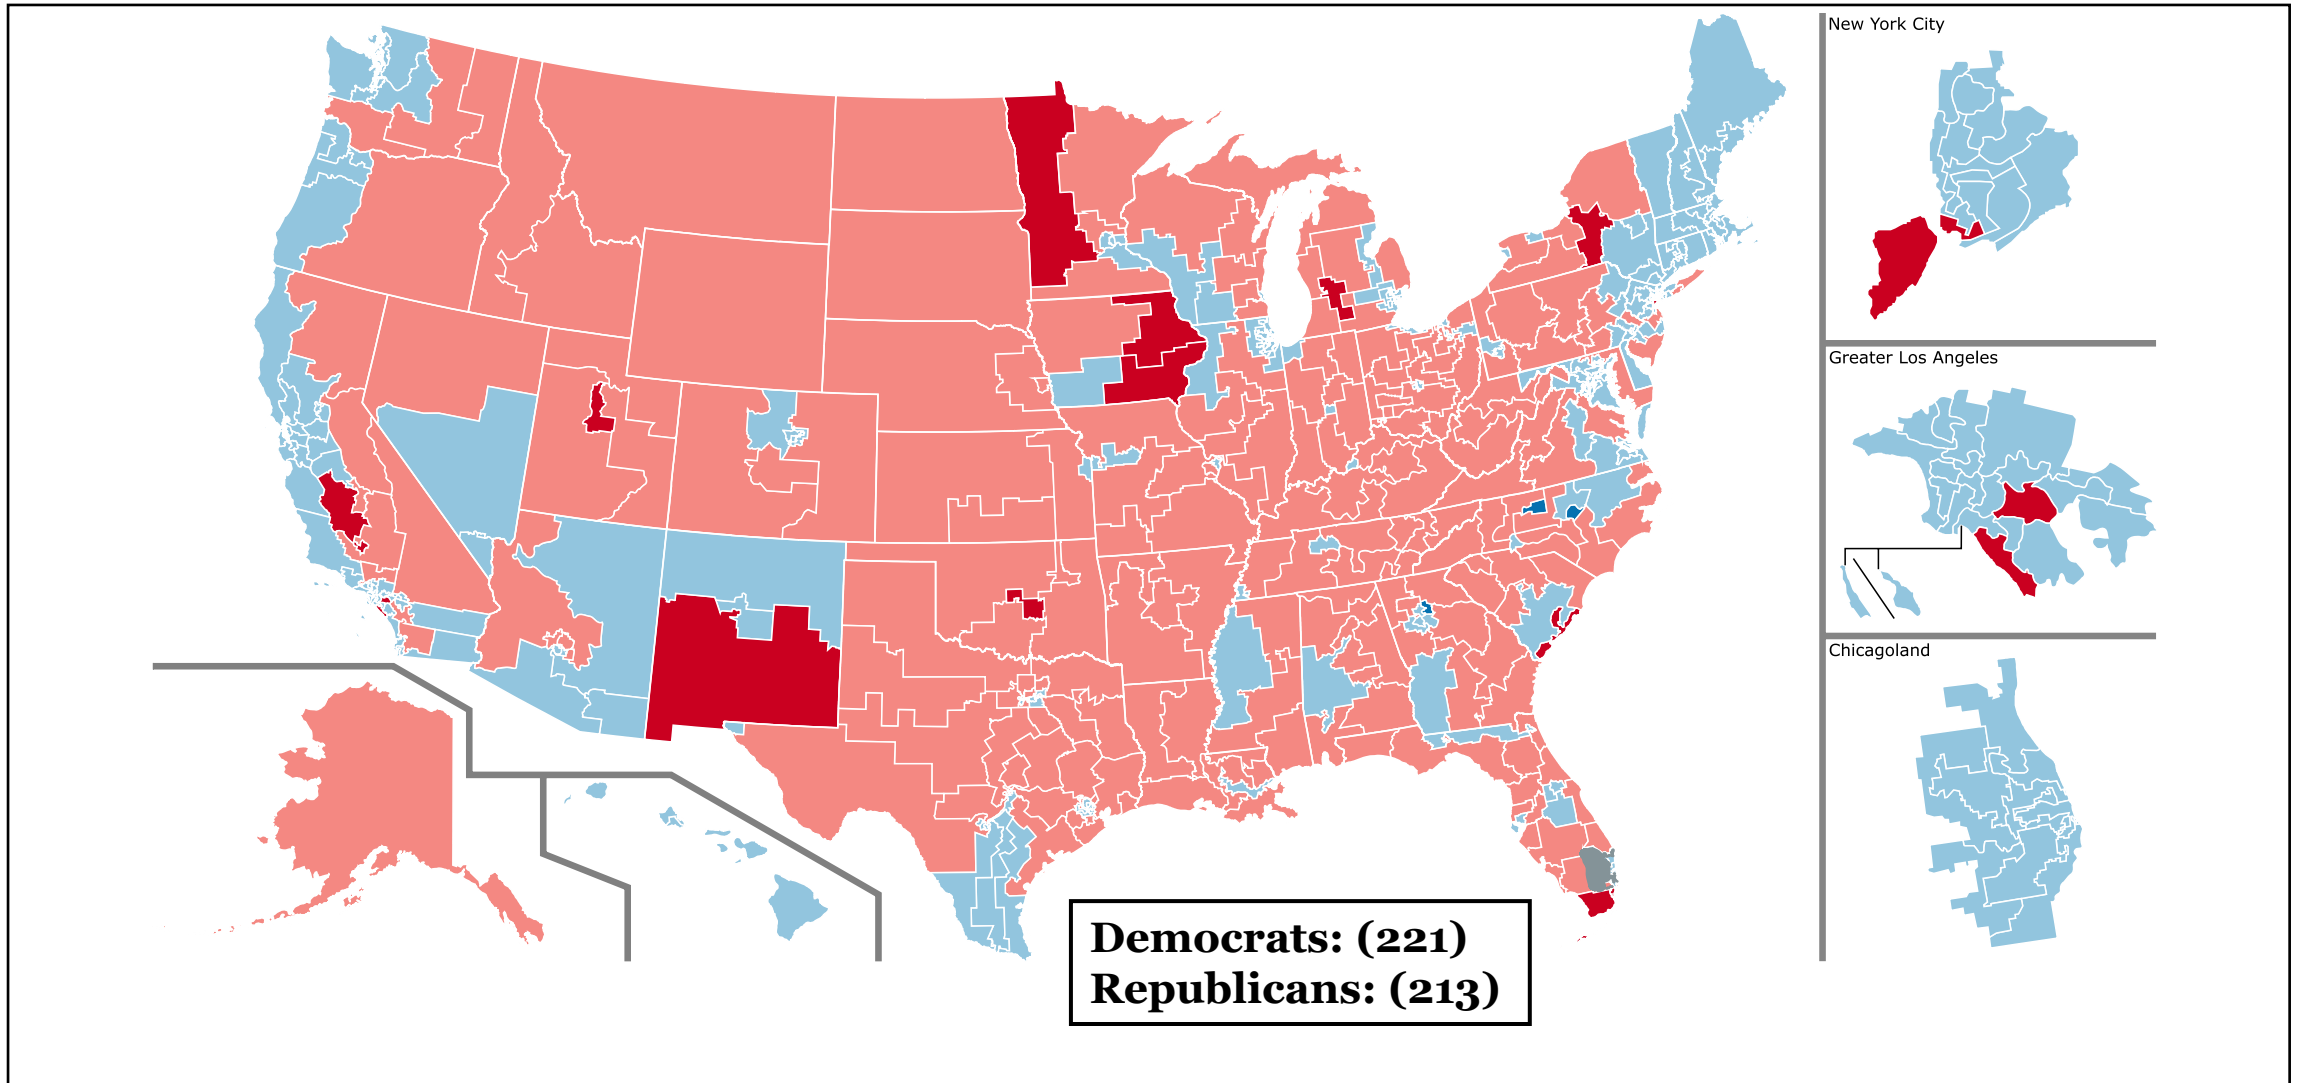 New York City
Greater Los Angeles
Chicagoland
Democrats: (221)
Republicans: (213)